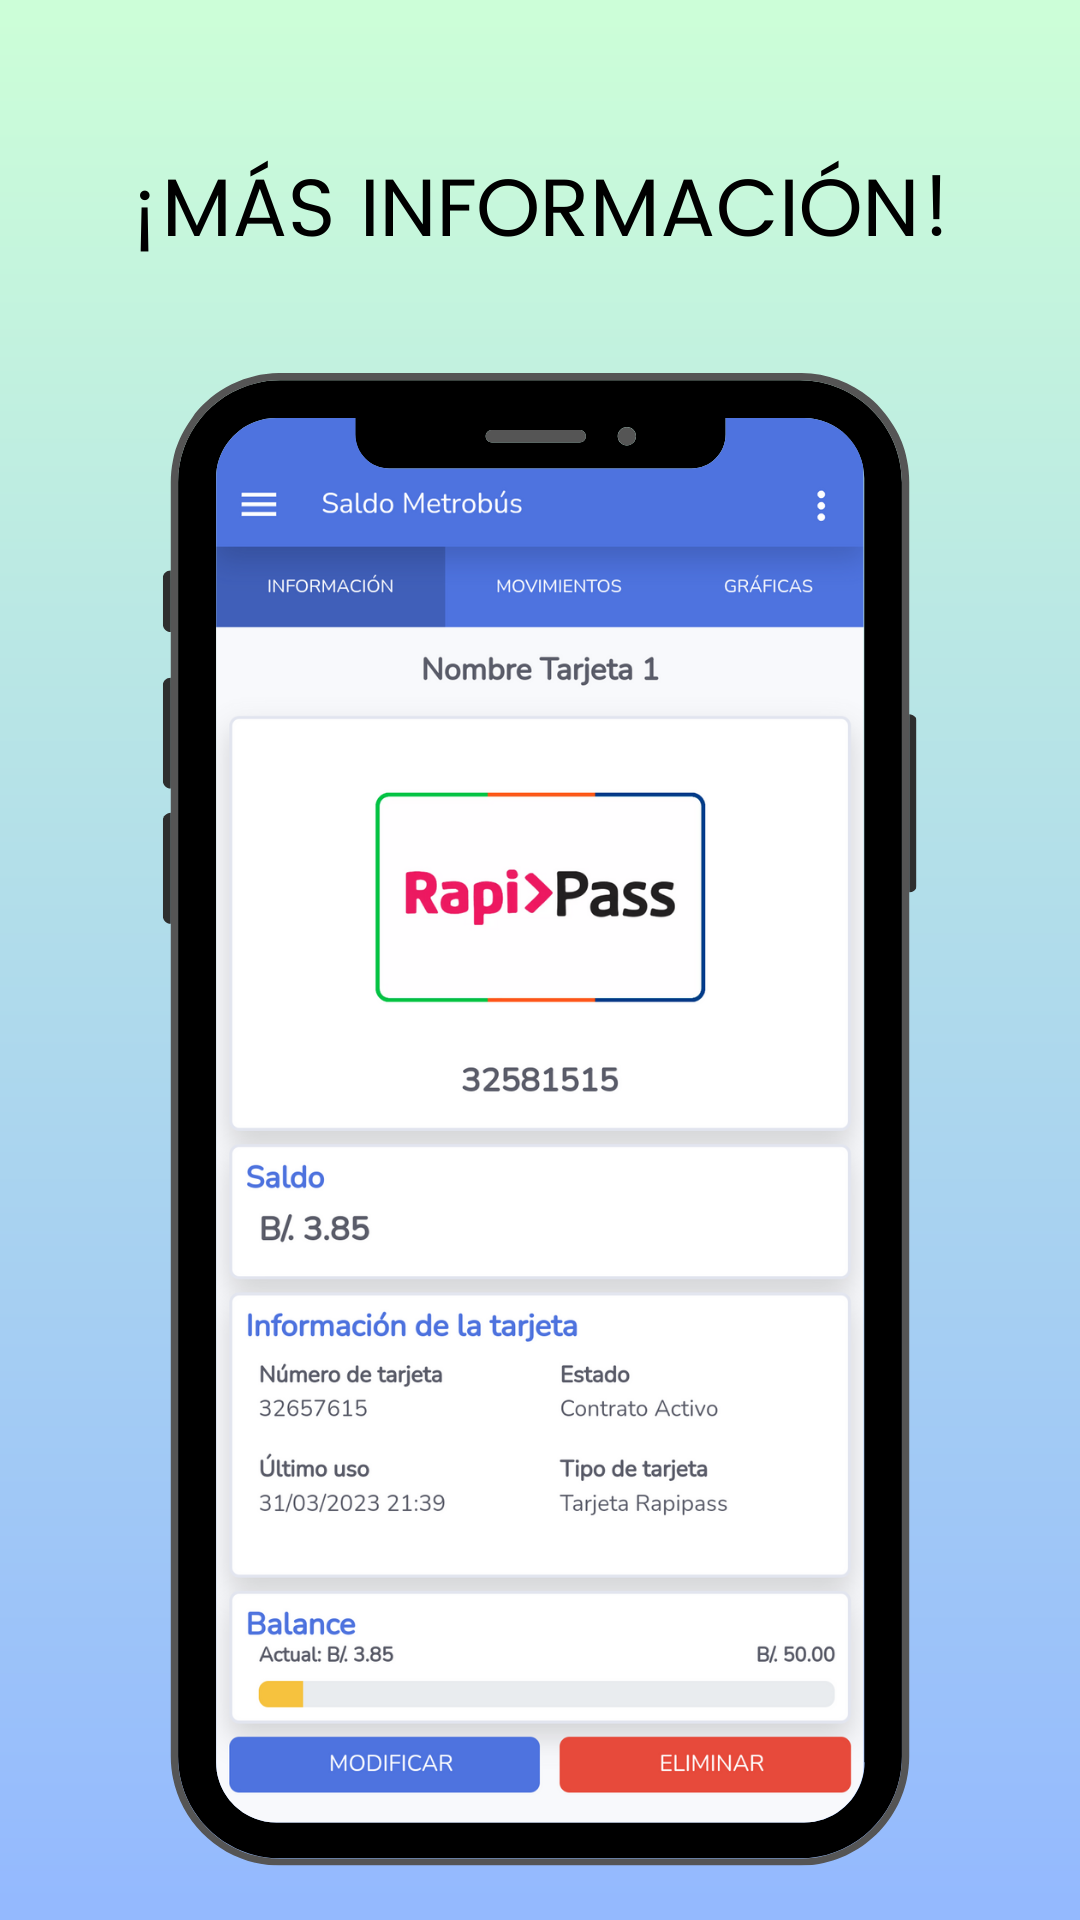 ¡MÁS INFORMACIÓN!
Saldo Metrobús
INFORMACIÓN MOVIMIENTOS GRÁFICAS
Nombre Tarjeta 1
Rapi>Pass
32581515
Saldo
B/. 3.85
Información de la tarjeta
Número de tarjeta Estado
32657615 Contrato Activo
Último uso Tipo de tarjeta
31/03/2023 21:39 Tarjeta Rapipass
Balance
Actual: B/. 3.85 B/. 50.00
MODIFICAR ELIMINAR